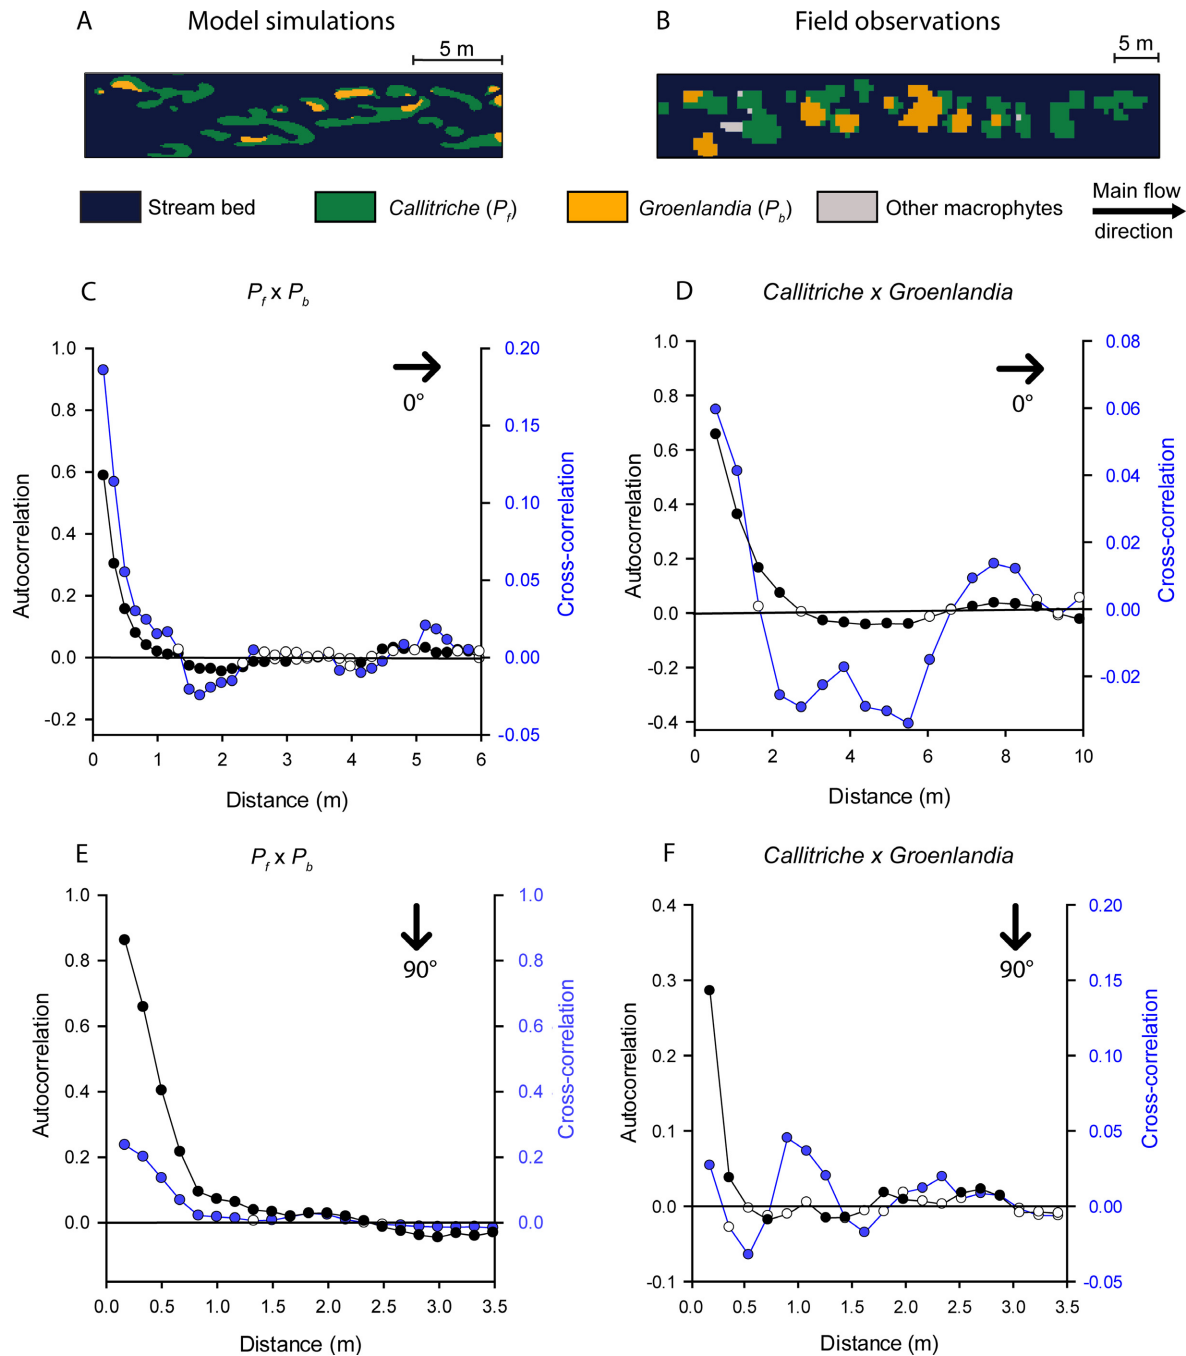 A Model simulations
B Field observations
5 m
5 m
Stream bed
Callitriche (Pf)
Groenlandia (Pb)
Other macrophytes
Main flow
direction
C Pf x Pb
1.0
0.8
0.6
0.4
0.2
0.0
-0.2
Autocorrelation
0.20
0.15
0.10
0.05
0.00
-0.05
Cross-correlation
0°
0 1 2 3 4 5 6
Distance (m)
D Callitriche x Groenlandia
1.0
0.8
0.6
0.4
0.2
0.0
-0.2
-0.4
Autocorrelation
0.08
0.06
0.04
0.02
0.00
-0.02
Cross-correlation
0°
0 2 4 6 8 10
Distance (m)
E Pf x Pb
1.0
0.8
0.6
0.4
0.2
0.0
Autocorrelation
1.0
0.8
0.6
0.4
0.2
0.0
Cross-correlation
90°
0.0 0.5 1.0 1.5 2.0 2.5 3.0 3.5
Distance (m)
F Callitriche x Groenlandia
0.4
0.3
0.2
0.1
0.0
-0.1
Autocorrelation
0.20
0.15
0.10
0.05
0.00
-0.05
Cross-correlation
90°
0.0 0.5 1.0 1.5 2.0 2.5 3.0 3.5
Distance (m)